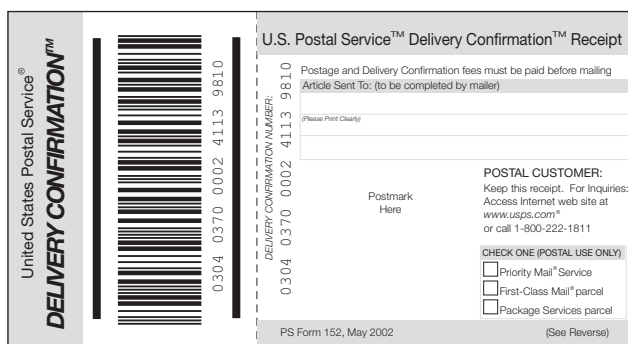 United States Postal Service®
DELIVERY CONFIRMATION™
0304 0370 0002 4113 9810
U.S. Postal Service™ Delivery Confirmation™ Receipt
DELIVERY CONFIRMATION NUMBER:
0304 0370 0002 4113 9810
Postage and Delivery Confirmation fees must be paid before mailing
Article Sent To: (to be completed by mailer)
(Please Print Clearly)
Postmark
Here
POSTAL CUSTOMER:
Keep this receipt. For Inquiries:
Access Internet web site at
www.usps.com®
or call 1-800-222-1811
CHECK ONE (POSTAL USE ONLY)
Priority Mail® Service
First-Class Mail® parcel
Package Services parcel
PS Form 152, May 2002
(See Reverse)